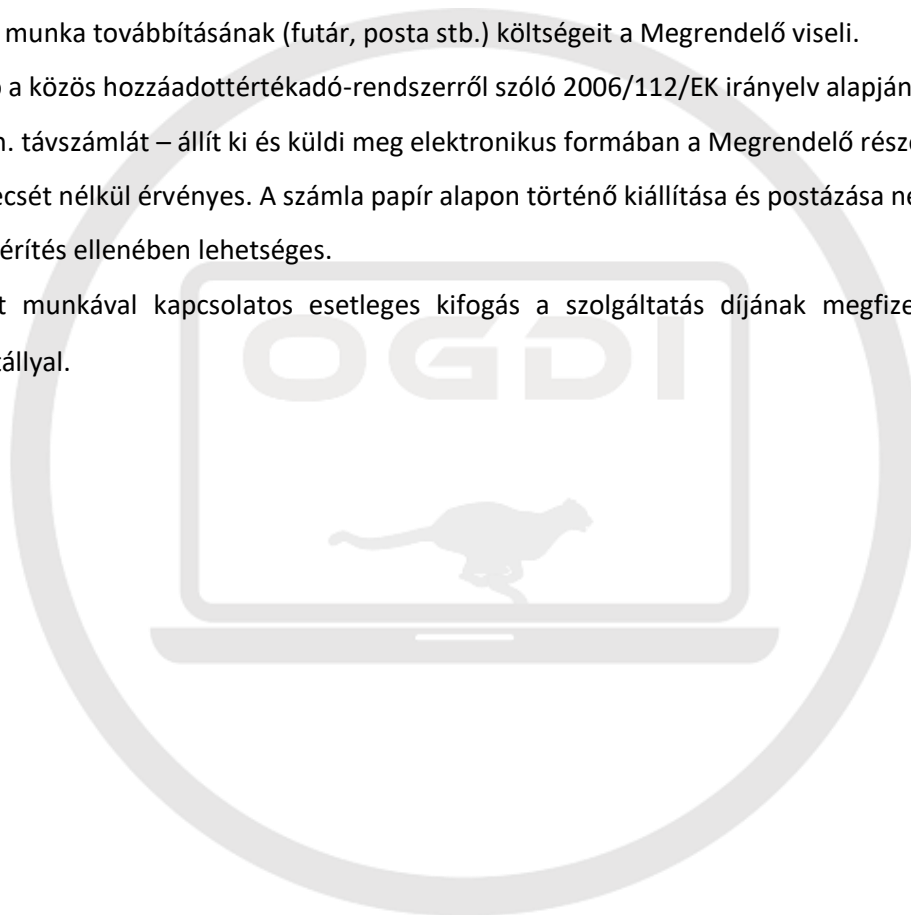 munka továbbításának (futár, posta stb.) költségeit a Megrendelő viseli.
a közös hozzáadottértékadó-rendszerről szóló 2006/112/EK irányelv alapján
n. távszámlát – állít ki és küldi meg elektronikus formában a Megrendelő rész
ecsét nélkül érvényes. A számla papír alapon történő kiállítása és postázása ne
érítés ellenében lehetséges.
t munkával kapcsolatos esetleges kifogás a szolgáltatás díjának megfize
tállyal.
OGDI